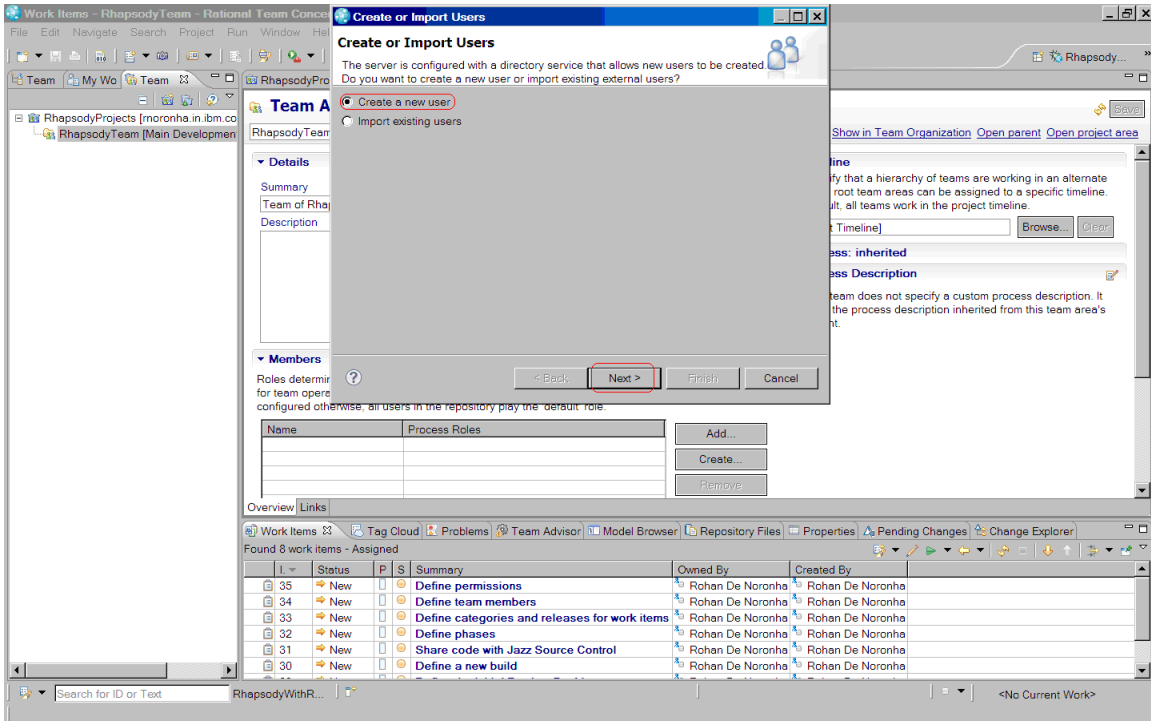 Work Items - RhapsodyTeam - Rational Team Conce
File Edit Navigate Search Project Run Window Hel
Rhapsody...
»
Team
My Wo
Team
RhapsodyProjects [rnoronha.in.ibm.co
RhapsodyTeam [Main Developmen
RhapsodyPro
Team A
Save
RhapsodyTeam
Show in Team Organization Open parent Open project area
Details
Summary
Team of Rhap
Description
Members
Roles determin
for team opera
configured otherwise, all users in the repository play the 'default' role.
Name Process Roles
Add...
Create...
Remove
Overview Links
Create or Import Users
Create or Import Users
The server is configured with a directory service that allows new users to be created.
Do you want to create a new user or import existing external users?
Create a new user
Import existing users
?
< Back Next > Finish Cancel
line
ify that a hierarchy of teams are working in an alternate
root team areas can be assigned to a specific timeline.
ult, all teams work in the project timeline.
t Timeline] Browse... Clear
ess: inherited
ess Description
team does not specify a custom process description. It
the process description inherited from this team area's
nt.
Work Items Tag Cloud Problems Team Advisor Model Browser Repository Files Properties Pending Changes Change Explorer
Found 8 work items - Assigned
I. Status P S Summary Owned By Created By
35 New Define permissions Rohan De Noronha Rohan De Noronha
34 New Define team members Rohan De Noronha Rohan De Noronha
33 New Define categories and releases for work items Rohan De Noronha Rohan De Noronha
32 New Define phases Rohan De Noronha Rohan De Noronha
31 New Share code with Jazz Source Control Rohan De Noronha Rohan De Noronha
30 New Define a new build Rohan De Noronha Rohan De Noronha
Search for ID or Text RhapsodyWithR... <No Current Work>